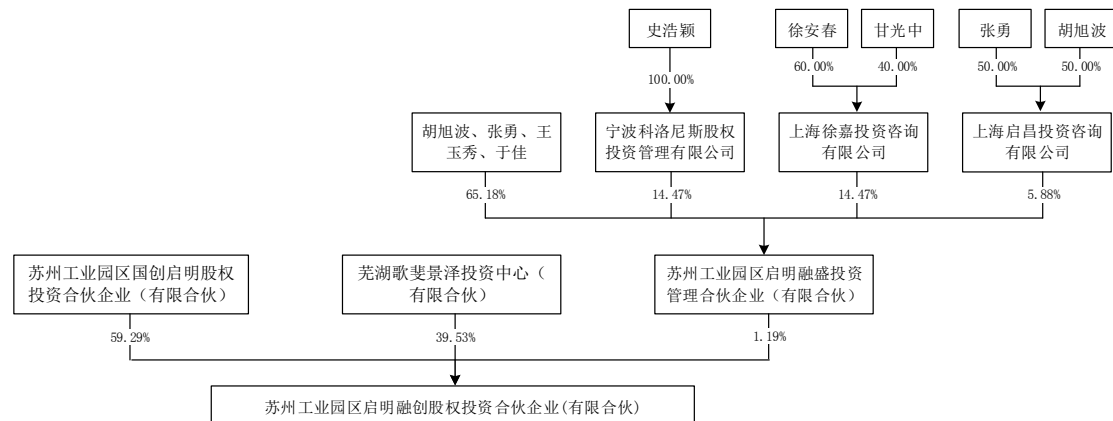 史浩颖
徐安春
甘光中
张勇
胡旭波
100.00%
60.00%
40.00%
50.00%
50.00%
胡旭波、张勇、王
玉秀、于佳
宁波科洛尼斯股权
投资管理有限公司
上海徐嘉投资咨询
有限公司
上海启昌投资咨询
有限公司
65.18%
14.47%
14.47%
5.88%
苏州工业园区国创启明股权
投资合伙企业（有限合伙）
芜湖歌斐景泽投资中心（
有限合伙）
苏州工业园区启明融盛投资
管理合伙企业（有限合伙）
59.29%
39.53%
1.19%
苏州工业园区启明融创股权投资合伙企业(有限合伙)